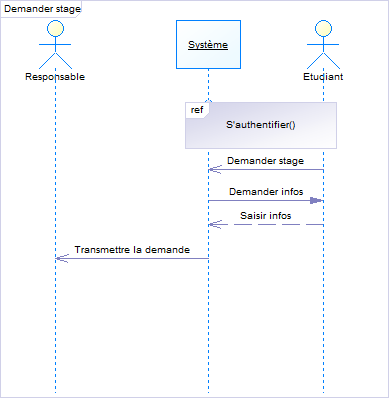 Demander stage
Responsable
Système
Etudiant
ref
S'authentifier()
Demander stage
Demander infos
Saisir infos
Transmettre la demande